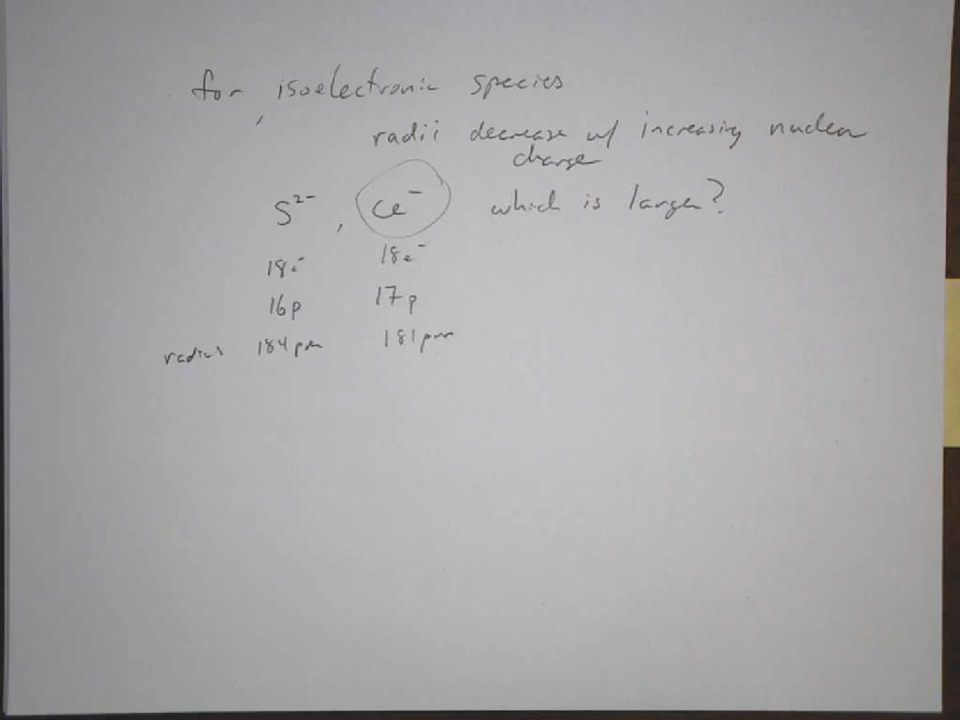 for isoelectronic species
radii decrease w/ increasing nuclear
charge
S²⁻, Cl⁻ which is larger?
18e⁻ 18e⁻
16p 17p
radius 184pm 181pm